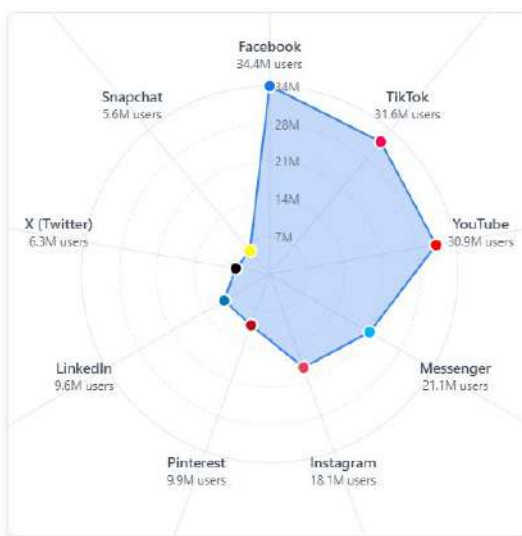 Facebook
34.4M users
34M
Snapchat
5.6M users
TikTok
31.6M users
28M
21M
14M
7M
X (Twitter)
6.3M users
YouTube
30.9M users
LinkedIn
9.6M users
Messenger
21.1M users
Pinterest
9.9M users
Instagram
18.1M users